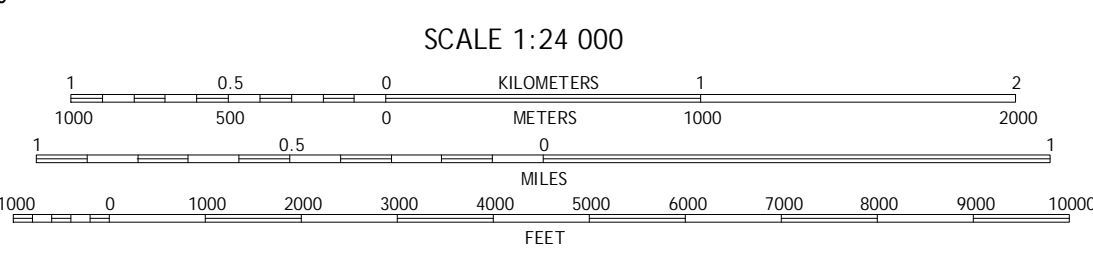 SCALE 1:24 000
1 0.5 0 KILOMETERS 1 2
1000 500 0 METERS 1000 2000
1 0.5 0 1
MILES
1000 0 1000 2000 3000 4000 5000 6000 7000 8000 9000 10000
FEET